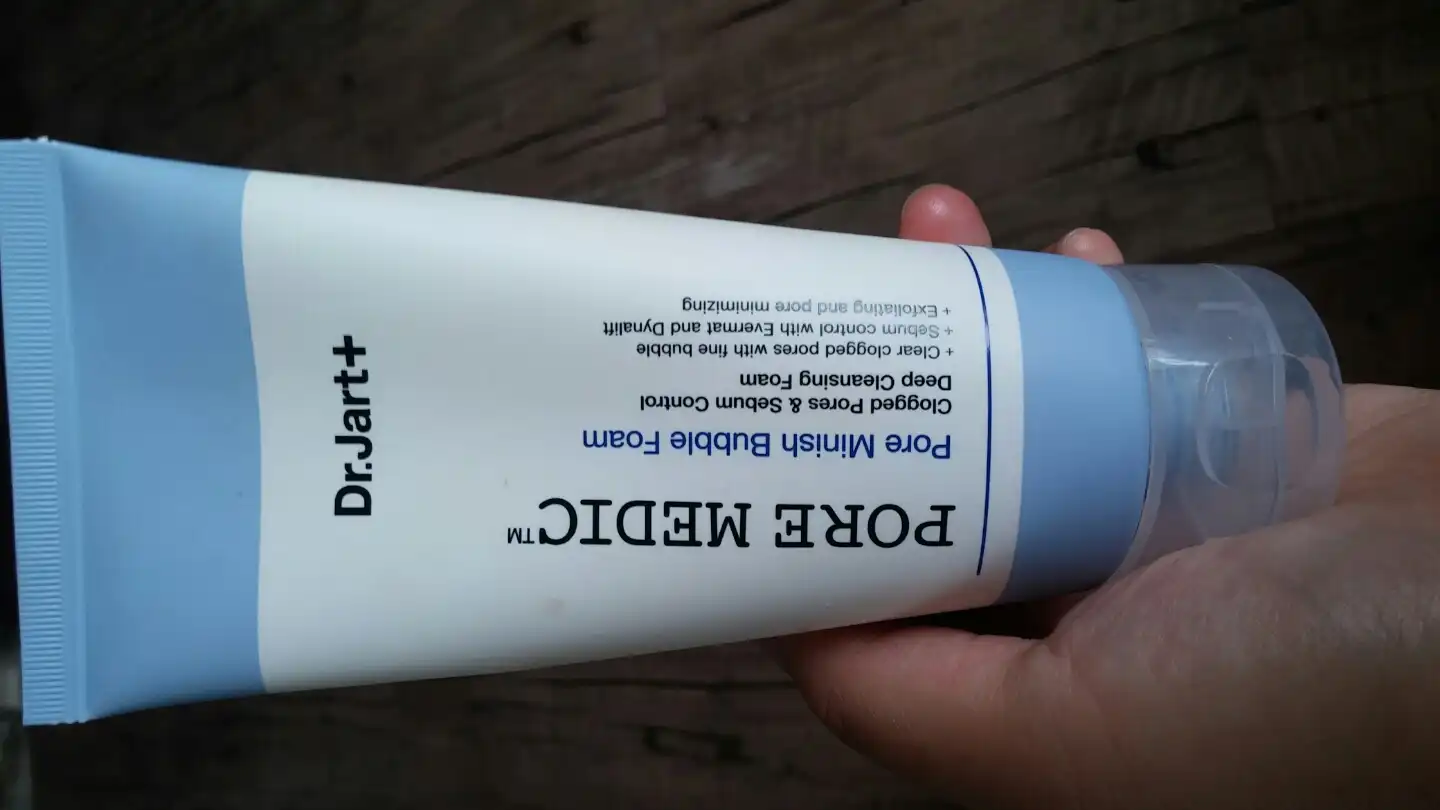 Dr.Jart+
PORE MEDIC™
Pore Minish Bubble Foam
Clogged Pores & Sebum Control
Deep Cleansing Foam
+ Clear clogged pores with fine bubble
+ Sebum control with Evermat and Dynalift
+ Exfoliating and pore minimizing